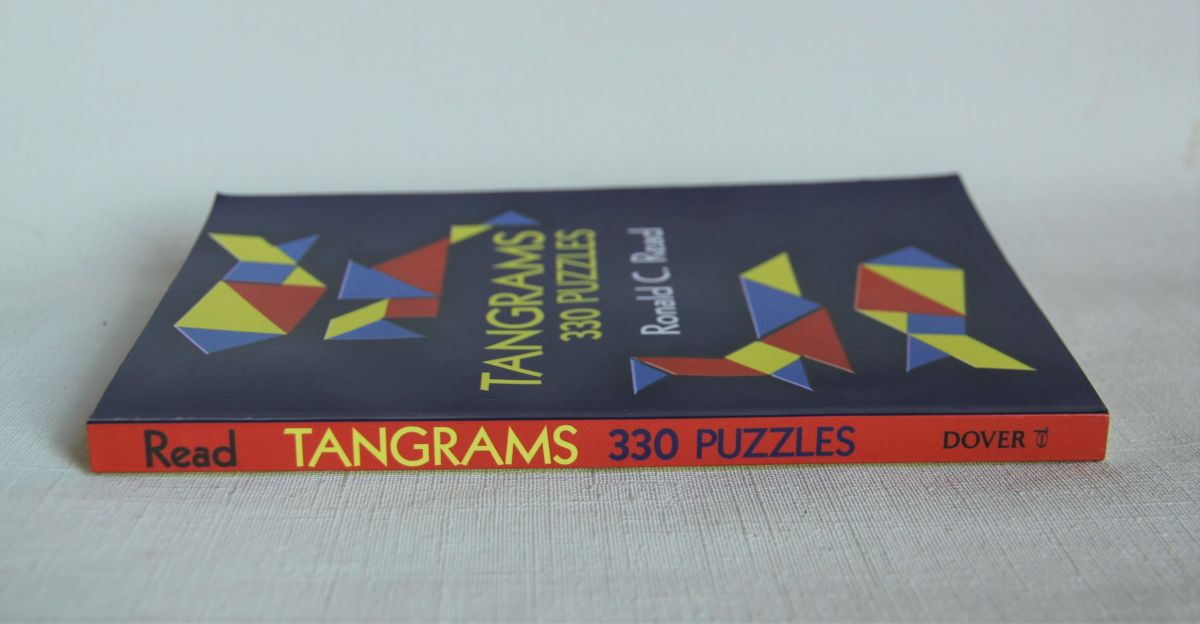 TANGRAMS
330 PUZZLES
Ronald C. Read
Read TANGRAMS 330 PUZZLES DOVER